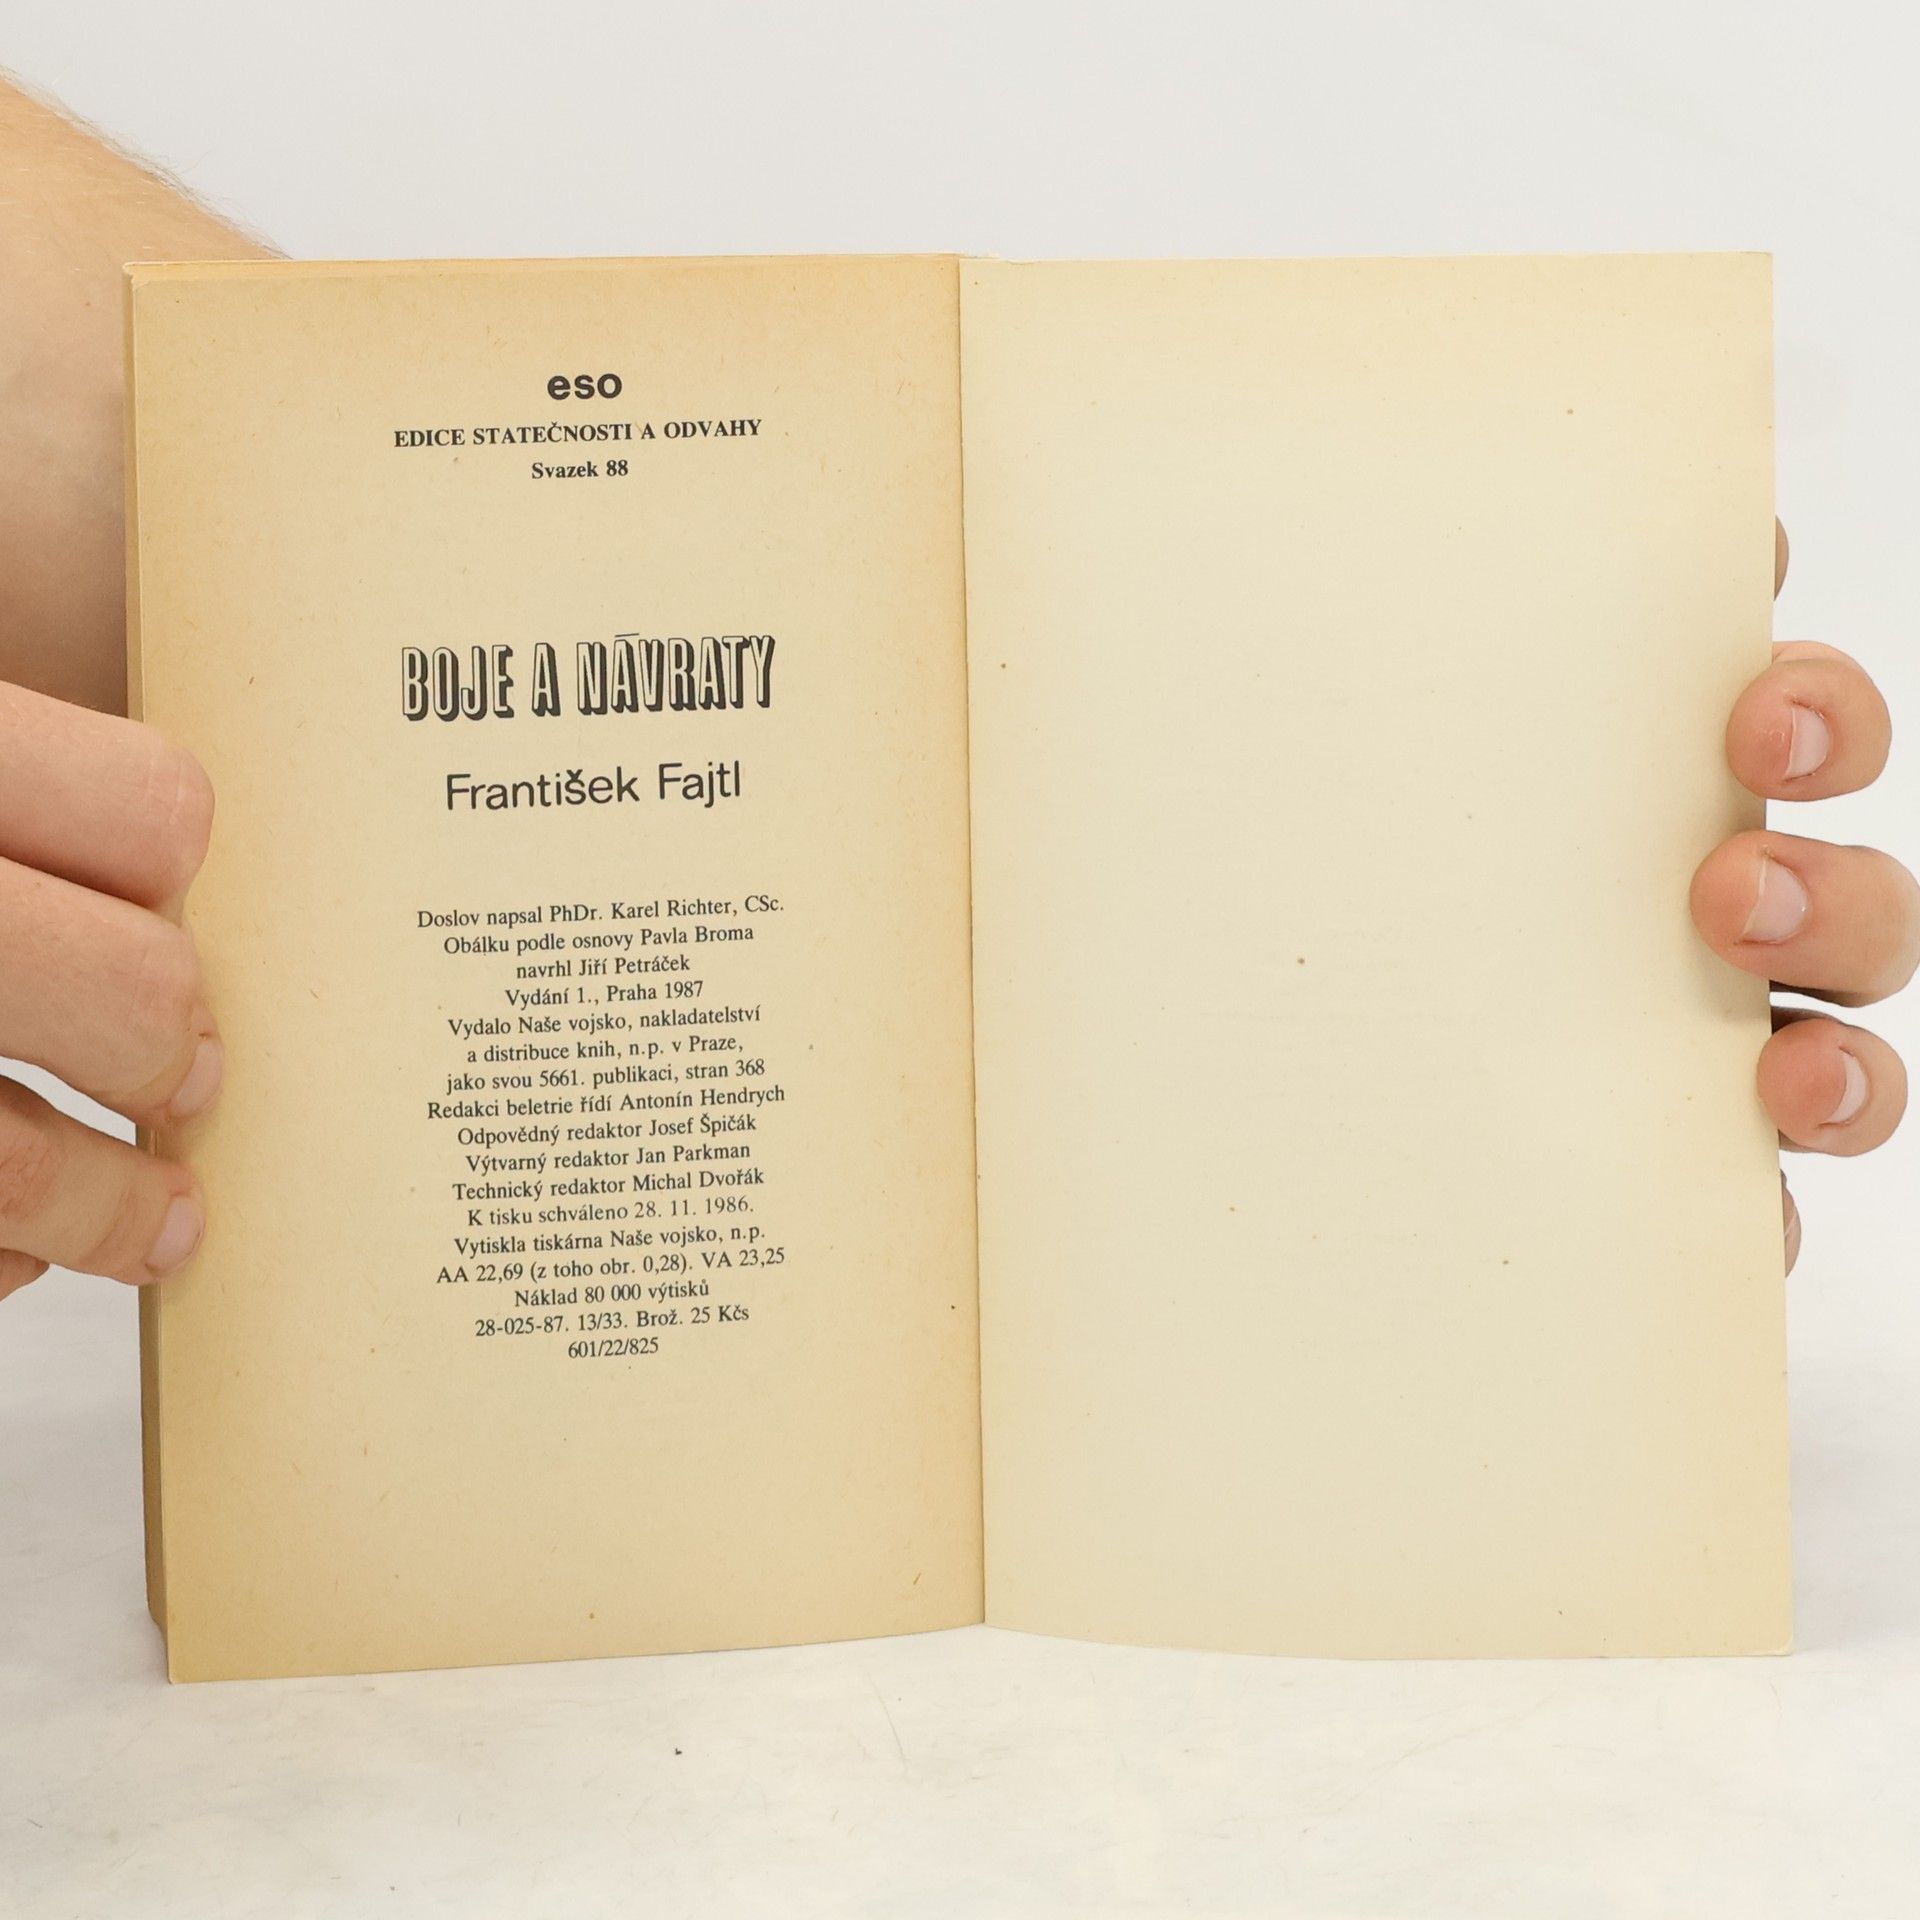 eso
EDICE STATEČNOSTI A ODVAHY
Svazek 88
BOJE A NÁVRATY
František Fajtl
Doslov napsal PhDr. Karel Richter, CSc.
Obálku podle osnovy Pavla Broma
navrhl Jiří Petráček
Vydání 1., Praha 1987
Vydalo Naše vojsko, nakladatelství
a distribuce knih, n.p. v Praze,
jako svou 5661. publikaci, stran 368
Redakci beletrie řídí Antonín Hendrych
Odpovědný redaktor Josef Špičák
Výtvarný redaktor Jan Parkman
Technický redaktor Michal Dvořák
K tisku schváleno 28. 11. 1986.
Vytiskla tiskárna Naše vojsko, n.p.
AA 22,69 (z toho obr. 0,28). VA 23,25
Náklad 80 000 výtisků
28-025-87. 13/33. Brož. 25 Kčs
601/22/825